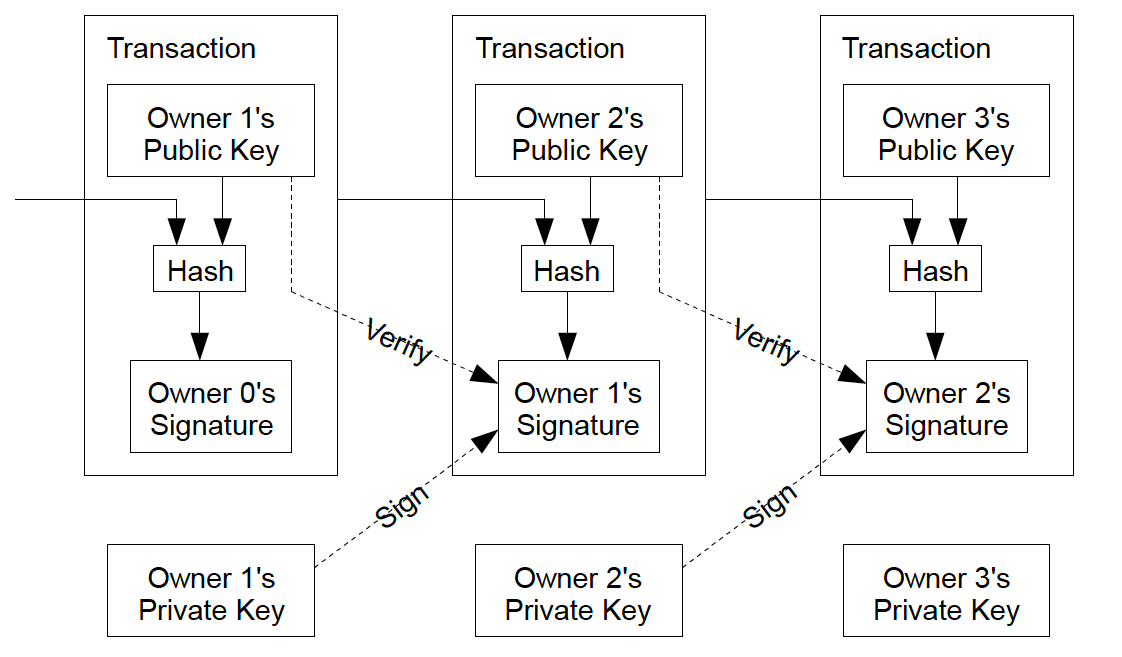 Transaction
Owner 1's
Public Key
Hash
Owner 0's
Signature
Transaction
Owner 2's
Public Key
Hash
Owner 1's
Signature
Transaction
Owner 3's
Public Key
Hash
Owner 2's
Signature
Verify
Verify
Sign
Sign
Owner 1's
Private Key
Owner 2's
Private Key
Owner 3's
Private Key